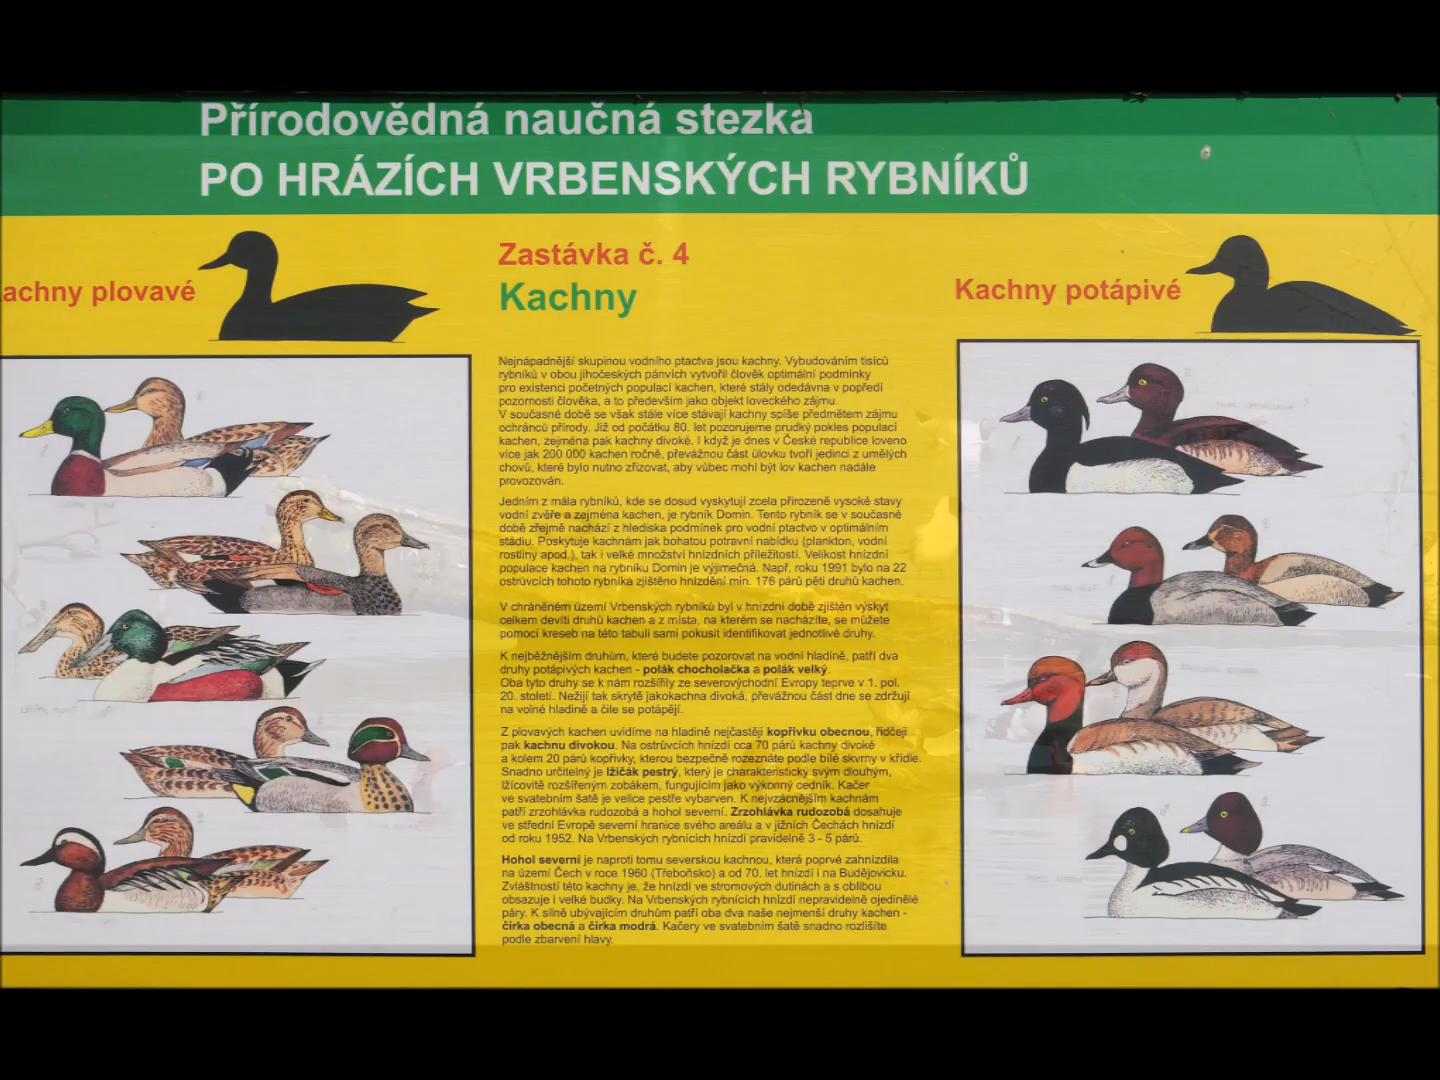 Přírodovědná naučná stezka
PO HRÁZÍCH VRBENSKÝCH RYBNÍKŮ
achny plovavé
Zastávka č. 4
Kachny
Kachny potápivé
Nejnápadnější skupinou vodního ptactva jsou kachny. Vybudováním tisíců
rybníků v obou jihočeských pánvích vytvořil člověk optimální podmínky
pro existenci početných populací kachen, které stály odedávna v popředí
pozornosti člověka, a to především jako objekt loveckého zájmu.
V současné době se však stále více stávají kachny spíše předmětem zájmu
ochránců přírody. Již od počátku 80. let pozorujeme prudký pokles populací
kachen, zejména pak kachny divoké. I když je dnes v České republice loveno
více jak 200 000 kachen ročně, převážnou část úlovku tvoří jedinci z umělých
chovů, které bylo nutno zřizovat, aby vůbec mohl být lov kachen nadále
provozován.
Jedním z mála rybníků, kde se dosud vyskytují zcela přirozeně vysoké stavy
vodní zvěře a zejména kachen, je rybník Domin. Tento rybník se v současné
době zřejmě nachází z hlediska podmínek pro vodní ptactvo v optimálním
stádiu. Poskytuje kachnám jak bohatou potravní nabídku (plankton, vodní
rostliny apod.), tak i velké množství hnízdních příležitostí. Velikost hnízdní
populace kachen na rybníku Domin je výjimečná. Např. roku 1991 bylo na 22
ostrůvcích tohoto rybníka zjištěno hnízdění min. 176 párů pěti druhů kachen.
V chráněném území Vrbenských rybníků byl v hnízdní době zjištěn výskyt
celkem devíti druhů kachen a z místa, na kterém se nacházíte, se můžete
pomocí kreseb na této tabuli sami pokusit identifikovat jednotlivé druhy.
K nejběžnějším druhům, které budete pozorovat na vodní hladině, patří dva
druhy potápivých kachen - polák chocholačka a polák velký.
Oba tyto druhy se k nám rozšířily ze severovýchodní Evropy teprve v 1. pol.
20. století. Nežijí tak skrytě jakokachna divoká, převážnou část dne se zdržují
na volné hladině a čile se potápějí.
Z plovavých kachen uvidíme na hladině nejčastěji kopřivku obecnou, řidčeji
pak kachnu divokou. Na ostrůvcích hnízdí cca 70 párů kachny divoké
a kolem 20 párů kopřivky, kterou bezpečně rozeznáte podle bílé skvrny v křídle.
Snadno určitelný je lžičák pestrý, který je charakteristický svým dlouhým,
lžícovitě rozšířeným zobákem, fungujícím jako výkonný cedník. Kačer
ve svatebním šatě je velice pestře vybarven. K nejvzácnějším kachnám
patří zrzohlávka rudozobá a hohol severní. Zrzohlávka rudozobá dosahuje
ve střední Evropě severní hranice svého areálu a v jižních Čechách hnízdí
od roku 1952. Na Vrbenských rybnících hnízdí pravidelně 3 - 5 párů.
Hohol severní je naproti tomu severskou kachnou, která poprvé zahnízdila
na území Čech v roce 1960 (Třeboňsko) a od 70. let hnízdí i na Budějovicku.
Zvláštností této kachny je, že hnízdí ve stromových dutinách a s oblibou
obsazuje i velké budky. Na Vrbenských rybnících hnízdí nepravidelně ojedinělé
páry. K silně ubývajícím druhům patří oba dva naše nejmenší druhy kachen -
čírka obecná a čírka modrá. Kačery ve svatebním šatě snadno rozlišíte
podle zbarvení hlavy.